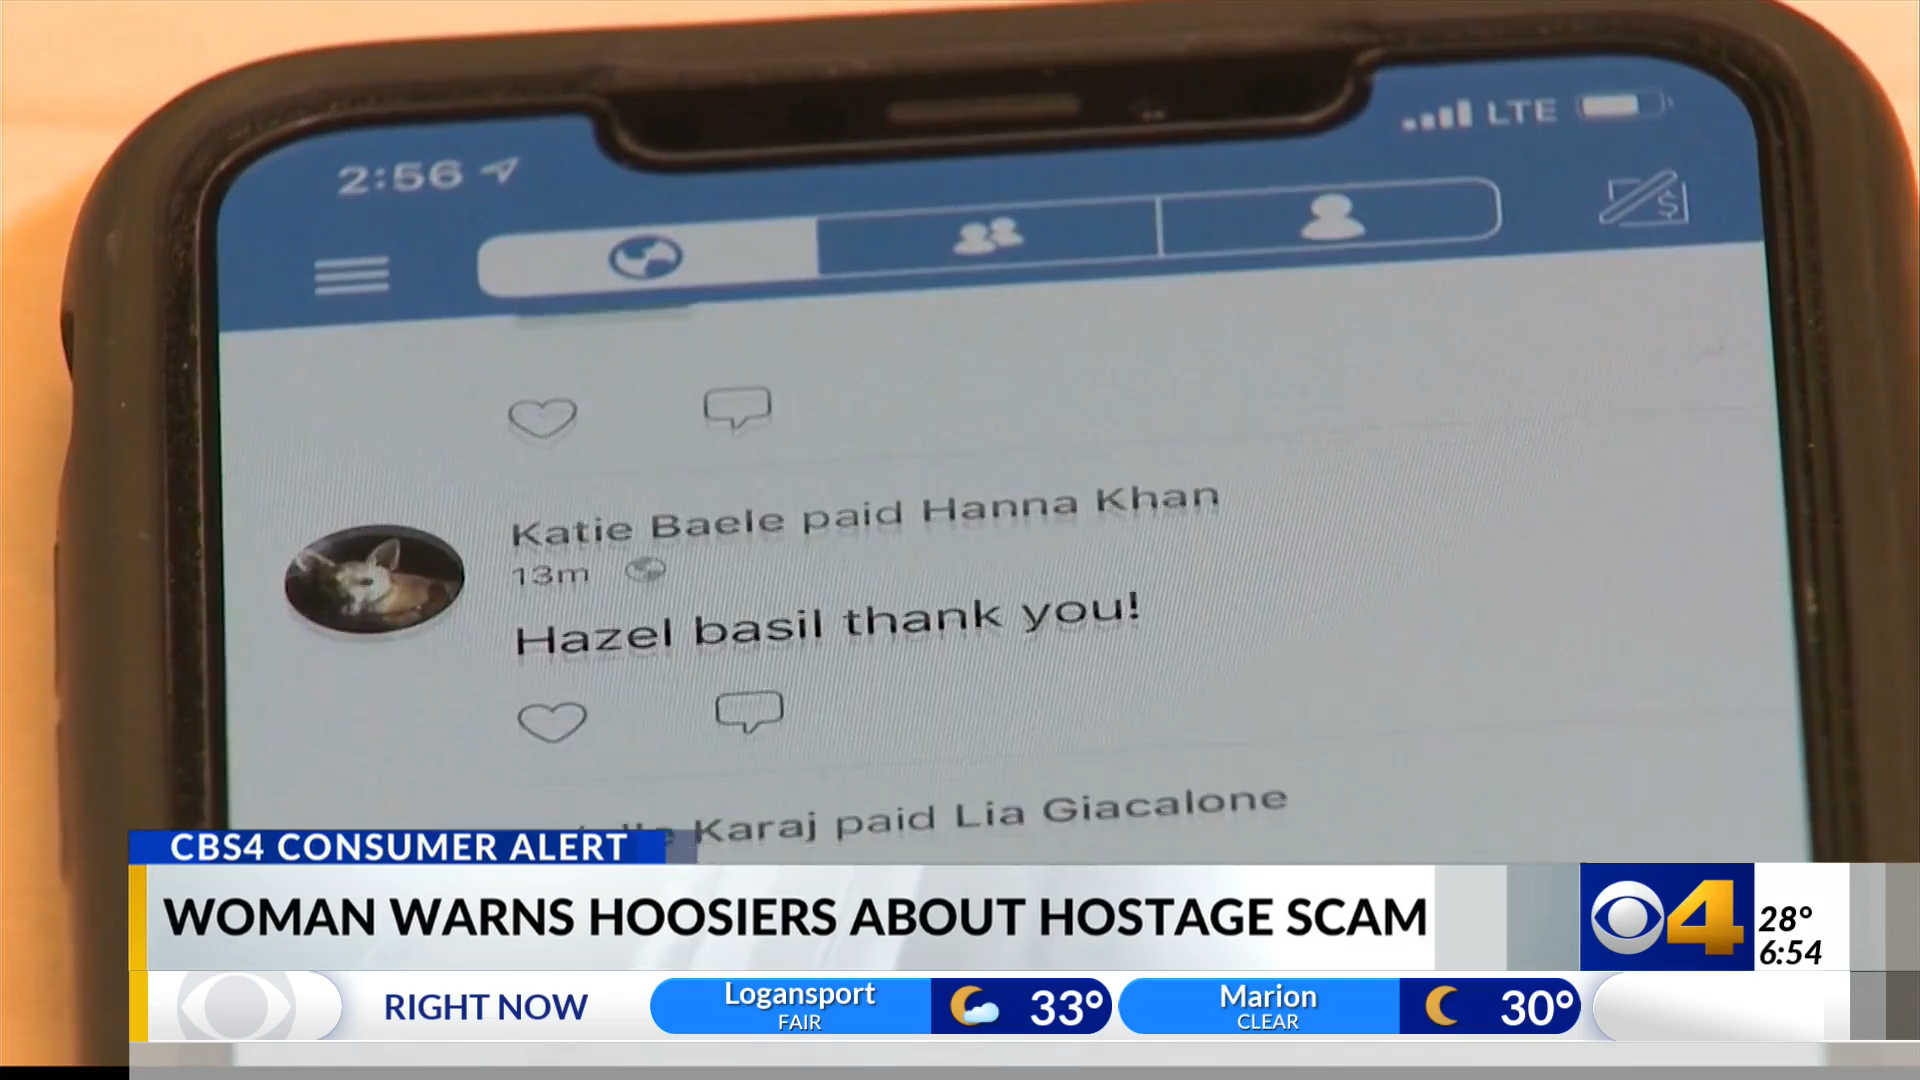 2:56
LTE
$
Katie Baele paid Hanna Khan
13m
Hazel basil thank you!
Karaj paid Lia Giacalone
CBS4 CONSUMER ALERT
WOMAN WARNS HOOSIERS ABOUT HOSTAGE SCAM
4
28°
6:54
RIGHT NOW
Logansport
FAIR
33°
Marion
CLEAR
30°